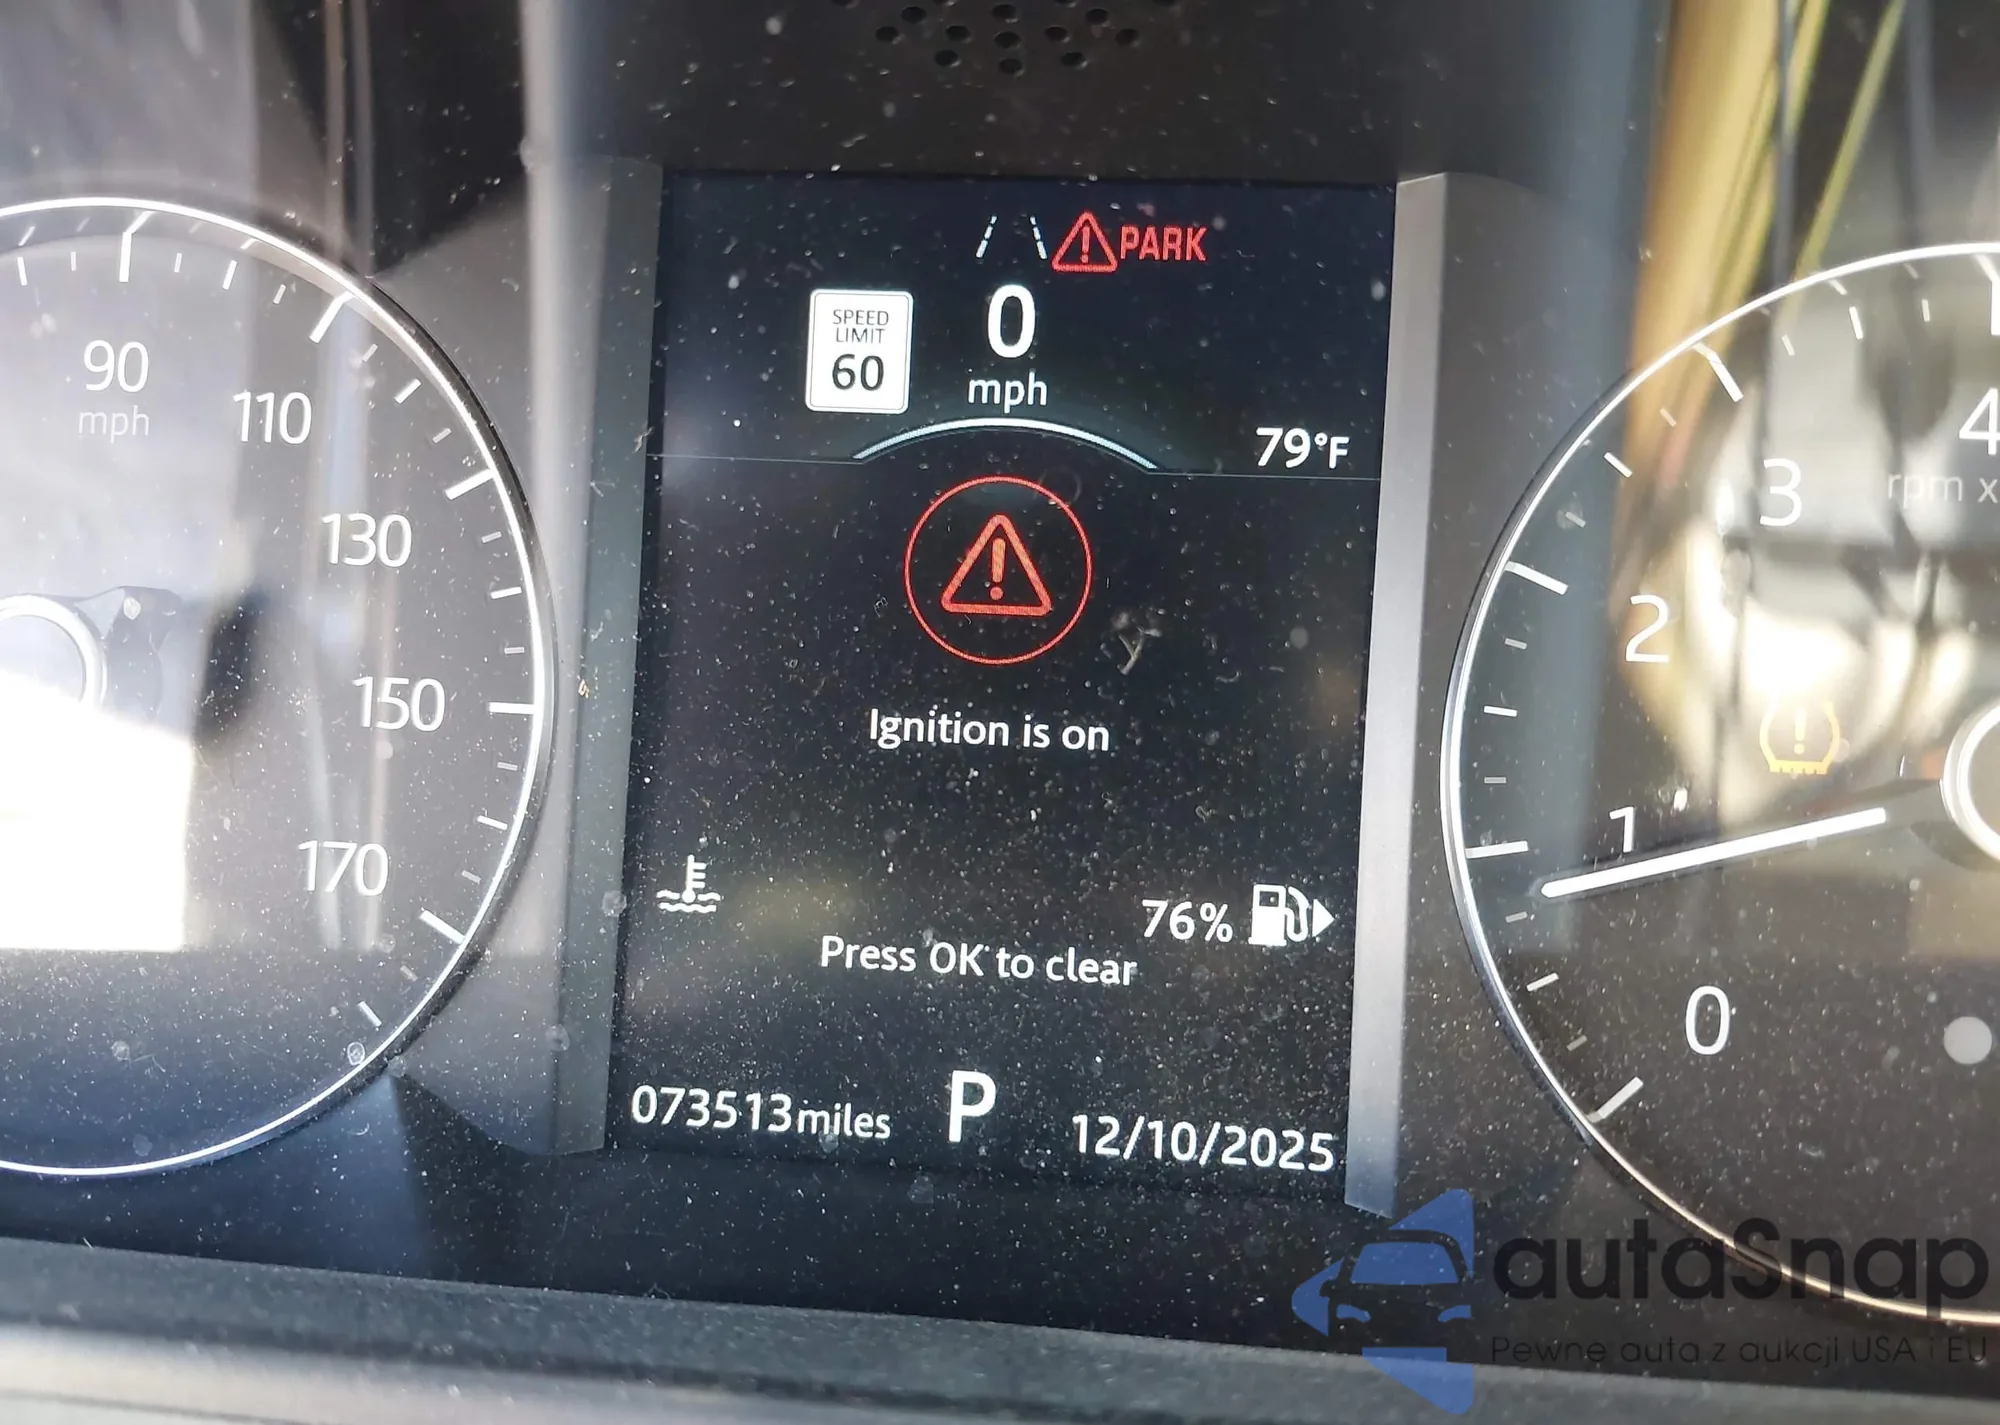 PARK
SPEED
LIMIT
60
0
mph
79°F
Ignition is on
76%
Press OK to clear
073513miles
P
12/10/2025
90
mph
110
130
150
170
4
3
rpm x
2
1
0
autaSnap
Pewne auta z aukcji USA i EU